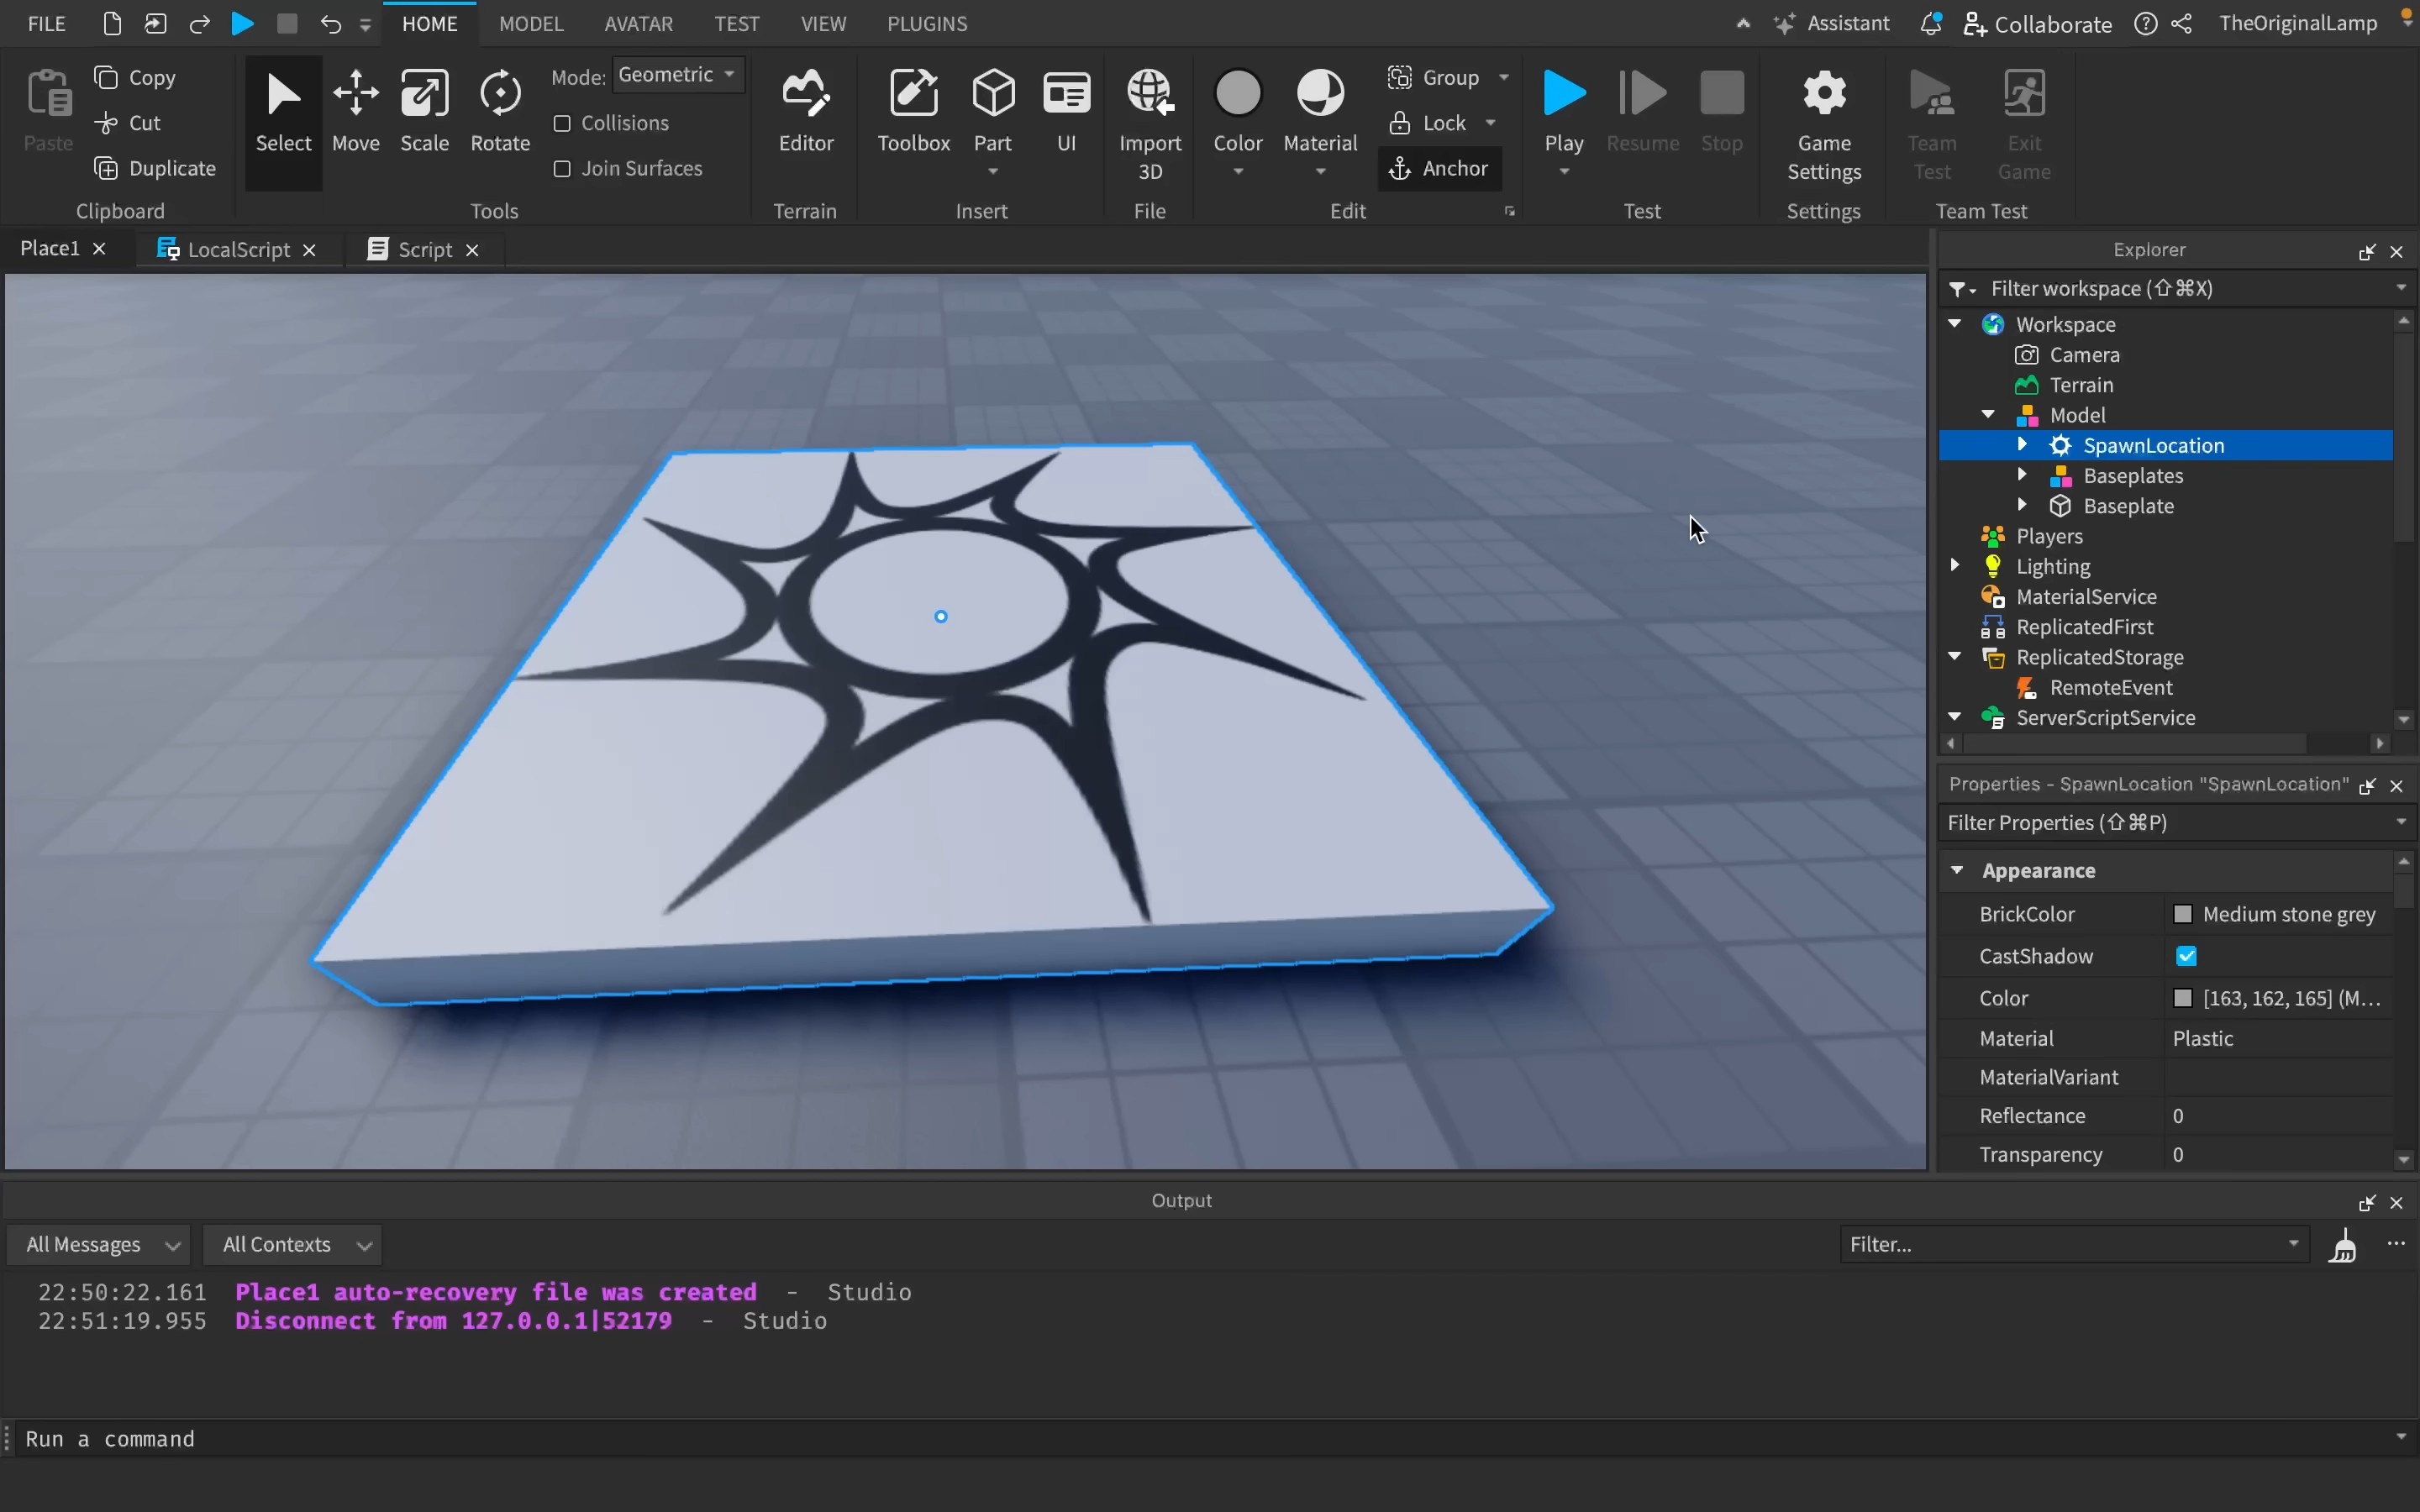 FILE
HOME
MODEL
AVATAR
TEST
VIEW
PLUGINS
Assistant
Collaborate
TheOriginalLamp
Paste
Copy
Cut
Duplicate
Clipboard
Select
Move
Scale
Rotate
Mode: Geometric
Collisions
Join Surfaces
Tools
Editor
Terrain
Toolbox
Part
UI
Insert
Import
3D
File
Color
Material
Group
Lock
Anchor
Edit
Play
Resume
Stop
Test
Game
Settings
Settings
Team
Test
Exit
Game
Team Test
Place1
LocalScript
Script
Explorer
Filter workspace (⇧⌘X)
Workspace
Camera
Terrain
Model
SpawnLocation
Baseplates
Baseplate
Players
Lighting
MaterialService
ReplicatedFirst
ReplicatedStorage
RemoteEvent
ServerScriptService
Properties - SpawnLocation "SpawnLocation"
Filter Properties (⇧⌘P)
Appearance
BrickColor Medium stone grey
CastShadow
Color [163, 162, 165] (M...
Material Plastic
MaterialVariant
Reflectance 0
Transparency 0
Output
All Messages
All Contexts
Filter...
22:50:22.161 Place1 auto-recovery file was created - Studio
22:51:19.955 Disconnect from 127.0.0.1|52179 - Studio
Run a command